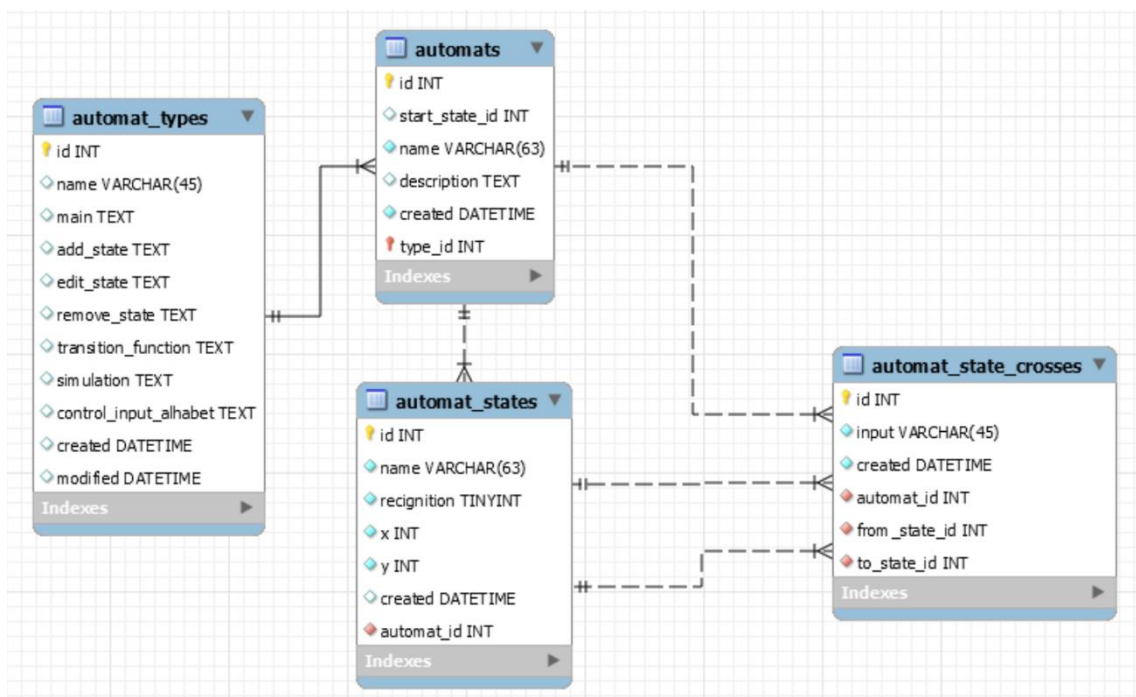 automats
id INT
start_state_id INT
name VARCHAR(63)
description TEXT
created DATETIME
type_id INT
Indexes
automat_types
id INT
name VARCHAR(45)
main TEXT
add_state TEXT
edit_state TEXT
remove_state TEXT
transition_function TEXT
simulation TEXT
control_input_alhabet TEXT
created DATETIME
modified DATETIME
Indexes
automat_states
id INT
name VARCHAR(63)
recignition TINYINT
x INT
y INT
created DATETIME
automat_id INT
Indexes
automat_state_crosses
id INT
input VARCHAR(45)
created DATETIME
automat_id INT
from_state_id INT
to_state_id INT
Indexes